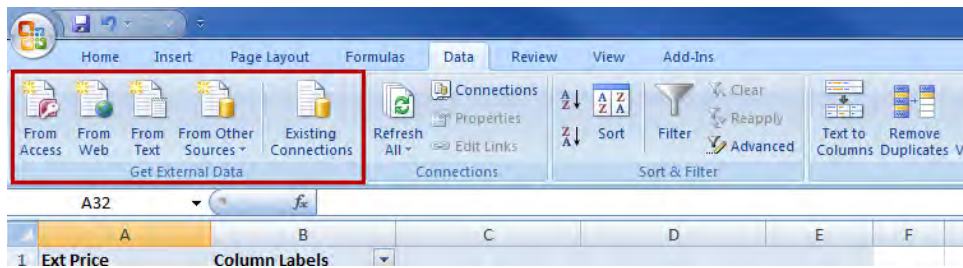 Home Insert Page Layout Formulas Data Review View Add-Ins
From Access
From Web
From Text
From Other Sources
Existing Connections
Get External Data
Refresh All
Connections
Properties
Edit Links
Connections
A Z
Z A
A Z
Z A
Sort
Filter
Clear
Reapply
Advanced
Sort & Filter
Text to Columns
Remove Duplicates
V
A32 fx
A B C D E F
1 Ext Price Column Labels